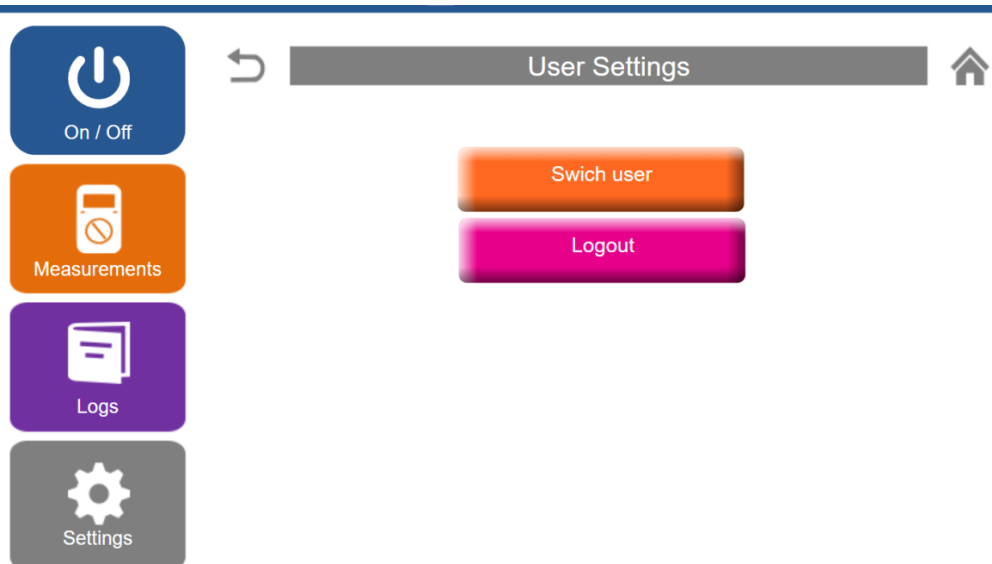 On / Off
Measurements
Logs
Settings
User Settings
Swich user
Logout